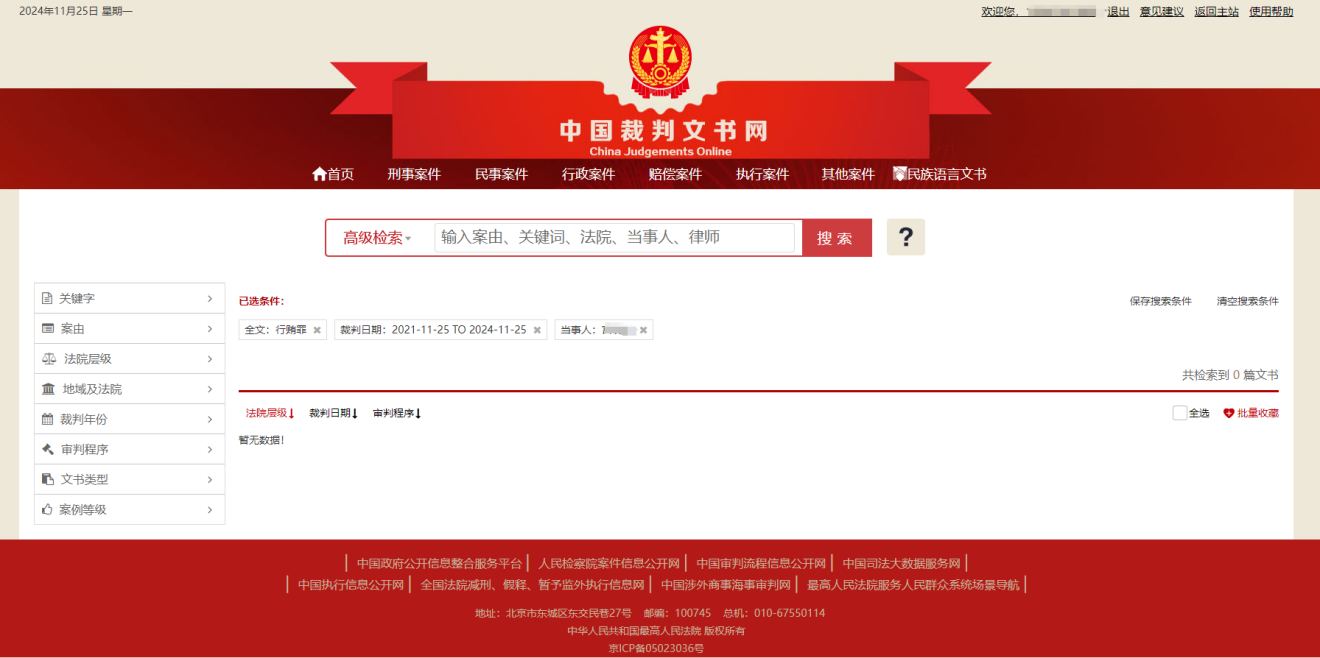 2024年11月25日 星期一
欢迎您， 退出 意见建议 返回主站 使用帮助
中国裁判文书网
China Judgements Online
首页 刑事案件 民事案件 行政案件 赔偿案件 执行案件 其他案件 民族语言文书
高级检索 输入案由、关键词、法院、当事人、律师 搜索 ?
关键字
案由
法院层级
地域及法院
裁判年份
审判程序
文书类型
案例等级
已选条件： 保存搜索条件 清空搜索条件
全文：行贿罪 裁判日期：2021-11-25 TO 2024-11-25 当事人：
共检索到 0 篇文书
法院层级 裁判日期 审判程序 全选 批量收藏
暂无数据！
中国政府公开信息整合服务平台 人民检察院案件信息公开网 中国审判流程信息公开网 中国司法大数据服务网
中国执行信息公开网 全国法院减刑、假释、暂予监外执行信息网 中国涉外商事海事审判网 最高人民法院服务人民群众系统场景导航
地址：北京市东城区东交民巷27号 邮编：100745 总机：010-67550114
中华人民共和国最高人民法院 版权所有
京ICP备05023036号